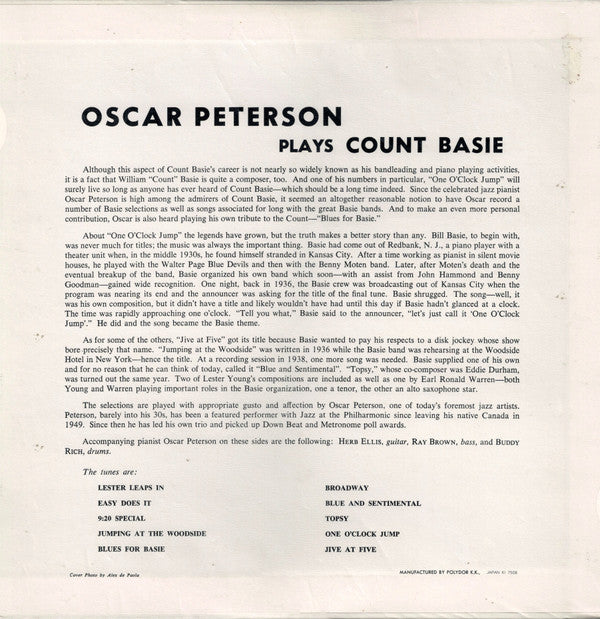 OSCAR PETERSON
PLAYS COUNT BASIE
Although this aspect of Count Basie's career is not nearly so widely known as his bandleading and piano playing activities,
it is a fact that William "Count" Basie is quite a composer, too. And one of his numbers in particular, "One O'Clock Jump" will
surely live so long as anyone has ever heard of Count Basie—which should be a long time indeed. Since the celebrated jazz pianist
Oscar Peterson is high among the admirers of Count Basie, it seemed an altogether reasonable notion to have Oscar record a
number of Basie selections as well as songs associated for long with the great Basie bands. And to make an even more personal
contribution, Oscar is also heard playing his own tribute to the Count—"Blues for Basie."
About "One O'Clock Jump" the legends have grown, but the truth makes a better story than any. Bill Basie, to begin with,
was never much for titles; the music was always the important thing. Basie had come out of Redbank, N. J., a piano player with a
theater unit when, in the middle 1930s, he found himself stranded in Kansas City. After a time working as pianist in silent movie
houses, he played with the Walter Page Blue Devils and then with the Benny Moten band. Later, after Moten's death and the
eventual breakup of the band, Basie organized his own band which soon—with an assist from John Hammond and Benny
Goodman—gained wide recognition. One night, back in 1936, the Basie crew was broadcasting out of Kansas City when the
program was nearing its end and the announcer was asking for the title of the final tune. Basie shrugged. The song—well, it
was his own composition, but it didn't have a title and likely wouldn't have had until this day if Basie hadn't glanced at a clock.
The time was rapidly approaching one o'clock. "Tell you what," Basie said to the announcer, "let's just call it 'One O'Clock
Jump'." He did and the song became the Basie theme.
As for some of the others, "Jive at Five" got its title because Basie wanted to pay his respects to a disk jockey whose show
bore precisely that name. "Jumping at the Woodside" was written in 1936 while the Basie band was rehearsing at the Woodside
Hotel in New York—hence the title. At a recording session in 1938, one more song was needed. Basie supplied one of his own
and for no reason that he can think of today, called it "Blue and Sentimental". "Topsy," whose co-composer was Eddie Durham,
was turned out the same year. Two of Lester Young's compositions are included as well as one by Earl Ronald Warren—both
Young and Warren playing important roles in the Basie organization, one a tenor, the other an alto saxophone star.
The selections are played with appropriate gusto and affection by Oscar Peterson, one of today's foremost jazz artists.
Peterson, barely into his 30s, has been a featured performer with Jazz at the Philharmonic since leaving his native Canada in
1949. Since then he has led his own trio and picked up Down Beat and Metronome poll awards.
Accompanying pianist Oscar Peterson on these sides are the following: HERB ELLIS, guitar, RAY BROWN, bass, and BUDDY
RICH, drums.
The tunes are:
LESTER LEAPS IN
EASY DOES IT
9:20 SPECIAL
JUMPING AT THE WOODSIDE
BLUES FOR BASIE
BROADWAY
BLUE AND SENTIMENTAL
TOPSY
ONE O'CLOCK JUMP
JIVE AT FIVE
Cover Photo by Alex de Paola
MANUFACTURED BY POLYDOR K.K., JAPAN